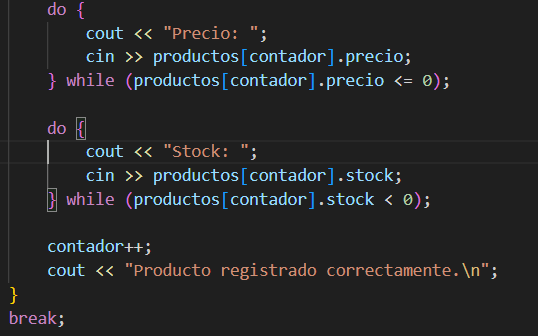 do {
cout << "Precio: ";
cin >> productos[contador].precio;
} while (productos[contador].precio <= 0);
do {
cout << "Stock: ";
cin >> productos[contador].stock;
} while (productos[contador].stock < 0);
contador++;
cout << "Producto registrado correctamente.\n";
}
break;